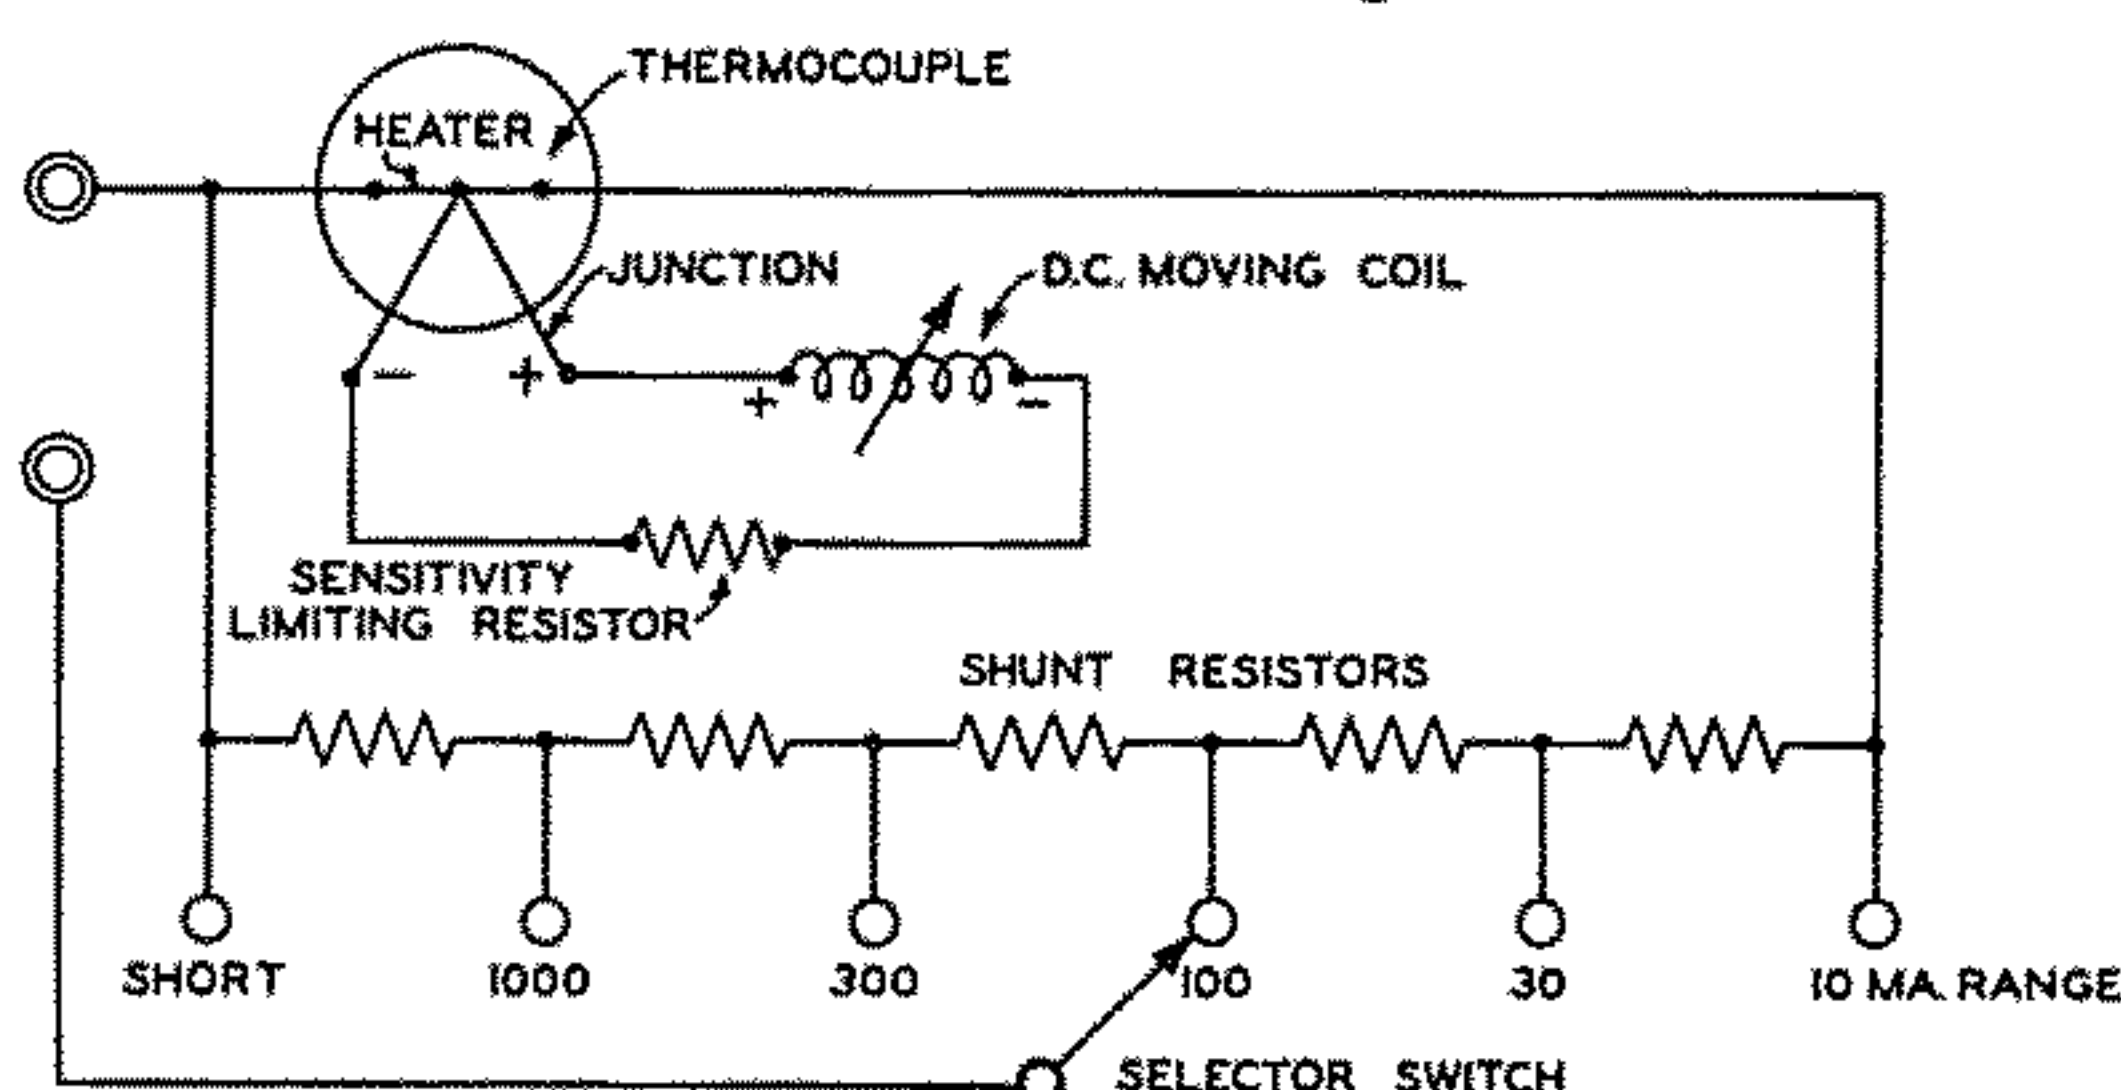 THERMOCOUPLE
HEATER
JUNCTION
D.C. MOVING COIL
- +
+ -
SENSITIVITY
LIMITING RESISTOR
SHUNT RESISTORS
SHORT 1000 300 100 30 10 MA. RANGE
SELECTOR SWITCH